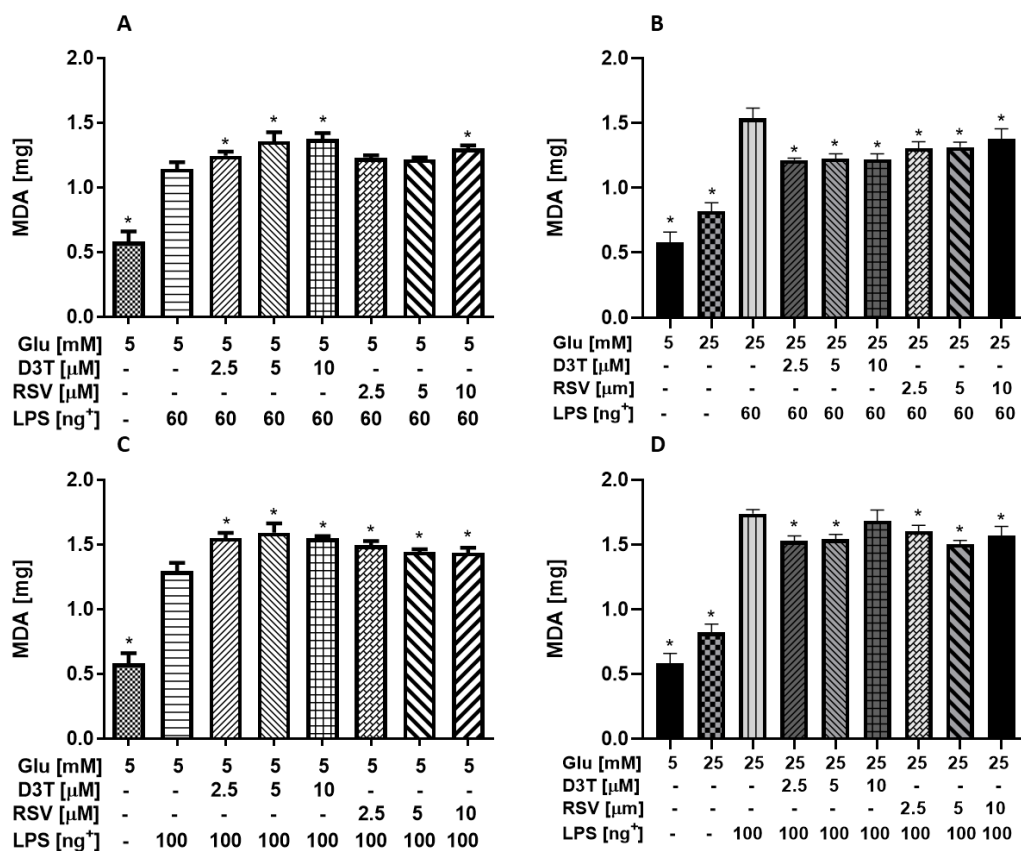 A
MDA [mg]
2.0
1.5
1.0
0.5
0.0
* * * * *
Glu [mM] 5 5 5 5 5 5 5 5
D3T [μM] - - 2.5 5 10 - - -
RSV [μM] - - - - - 2.5 5 10
LPS [ng⁺] - 60 60 60 60 60 60 60
B
MDA [mg]
2.0
1.5
1.0
0.5
0.0
* * * * * * * *
Glu [mM] 5 25 25 25 25 25 25 25 25
D3T [μM] - - - 2.5 5 10 - - -
RSV [μm] - - - - - - 2.5 5 10
LPS [ng⁺] - - 60 60 60 60 60 60 60
C
MDA [mg]
2.0
1.5
1.0
0.5
0.0
* * * * * * *
Glu [mM] 5 5 5 5 5 5 5 5
D3T [μM] - - 2.5 5 10 - - -
RSV [μM] - - - - - 2.5 5 10
LPS [ng⁺] - 100 100 100 100 100 100 100
D
MDA [mg]
2.0
1.5
1.0
0.5
0.0
* * * * * * *
Glu [mM] 5 25 25 25 25 25 25 25 25
D3T [μM] - - - 2.5 5 10 - - -
RSV [μm] - - - - - - 2.5 5 10
LPS [ng⁺] - - 100 100 100 100 100 100 100